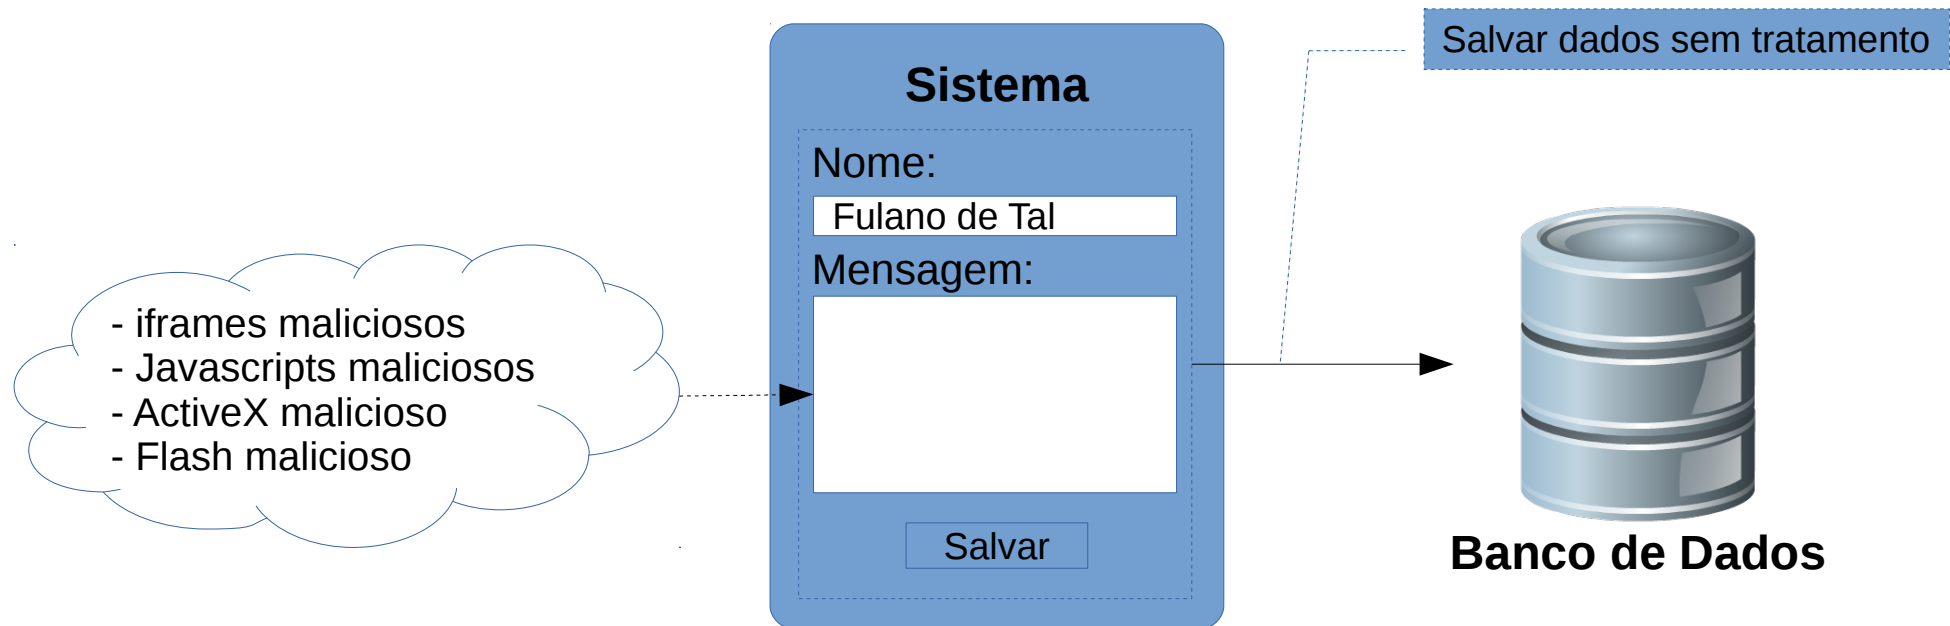 Salvar dados sem tratamento
Sistema
Nome:
Fulano de Tal
Mensagem:
- iframes maliciosos
- Javascripts maliciosos
- ActiveX malicioso
- Flash malicioso
Salvar
Banco de Dados